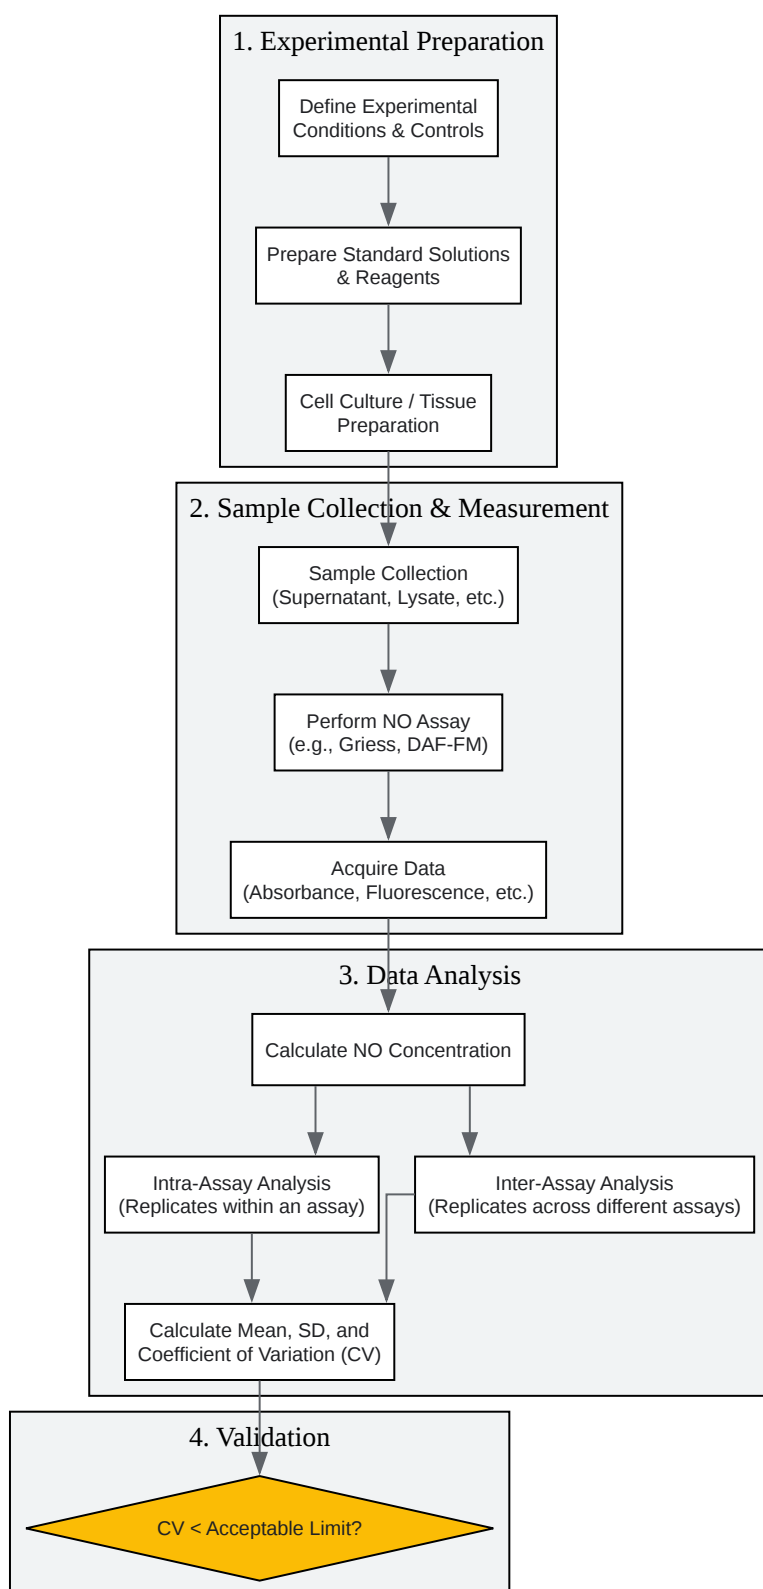 1. Experimental Preparation
Define Experimental
Conditions & Controls
Prepare Standard Solutions
& Reagents
Cell Culture / Tissue
Preparation
2. Sample Collection & Measurement
Sample Collection
(Supernatant, Lysate, etc.)
Perform NO Assay
(e.g., Griess, DAF-FM)
Acquire Data
(Absorbance, Fluorescence, etc.)
3. Data Analysis
Calculate NO Concentration
Intra-Assay Analysis
(Replicates within an assay)
Inter-Assay Analysis
(Replicates across different assays)
Calculate Mean, SD, and
Coefficient of Variation (CV)
4. Validation
CV < Acceptable Limit?